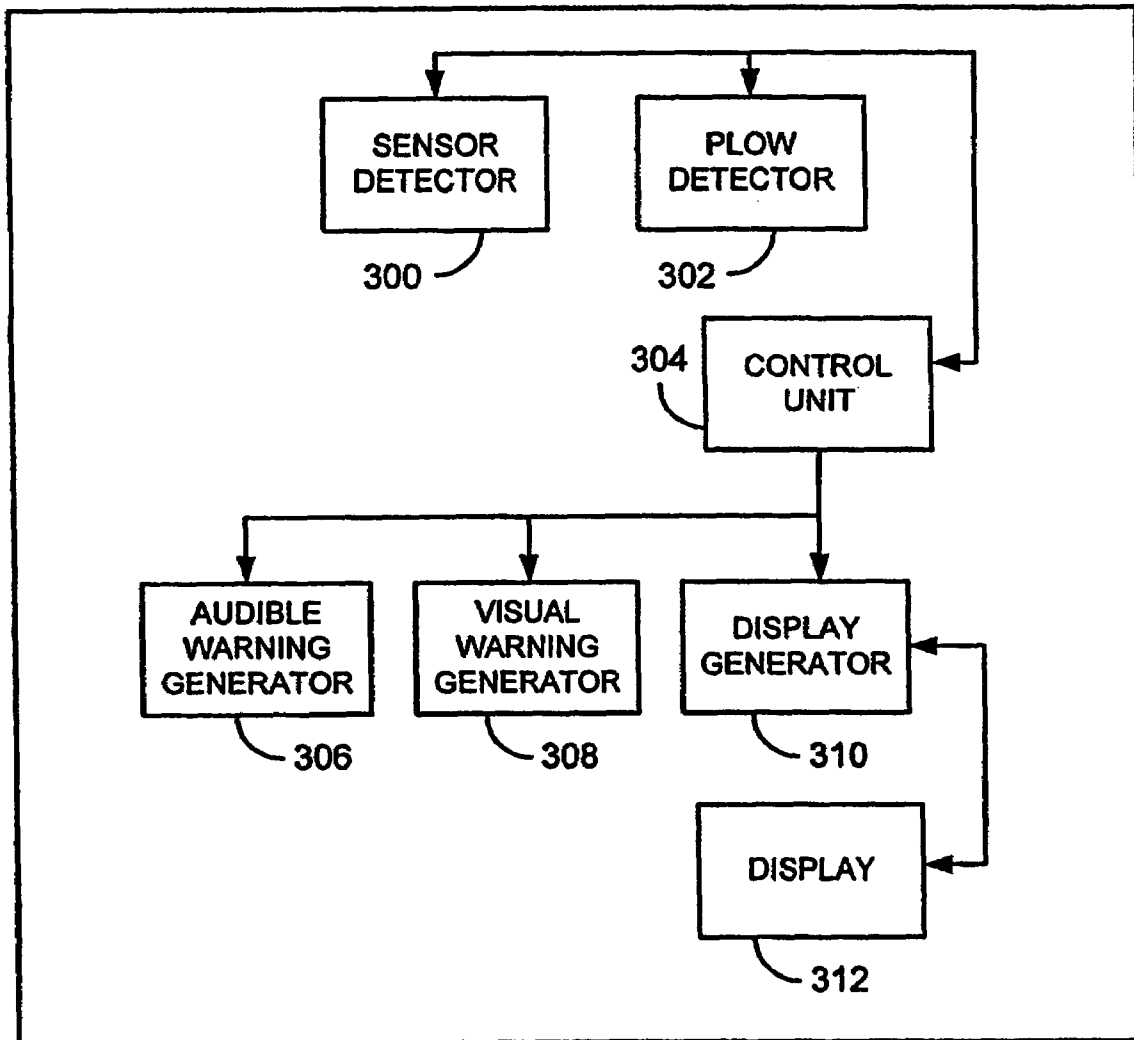 SENSOR
DETECTOR
300
PLOW
DETECTOR
302
304
CONTROL
UNIT
AUDIBLE
WARNING
GENERATOR
306
VISUAL
WARNING
GENERATOR
308
DISPLAY
GENERATOR
310
DISPLAY
312